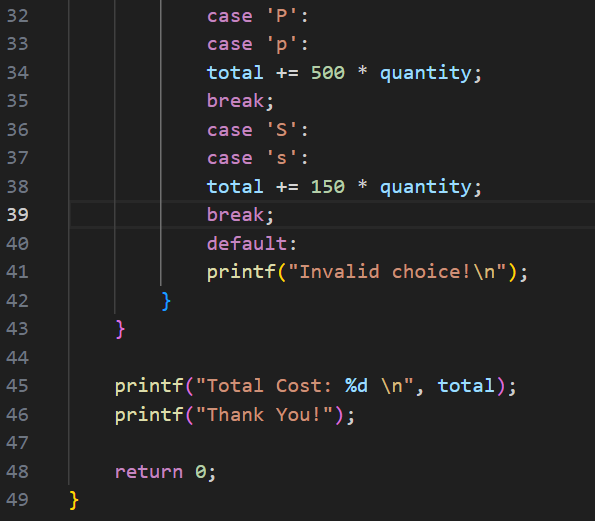 32 case 'P':
33 case 'p':
34 total += 500 * quantity;
35 break;
36 case 'S':
37 case 's':
38 total += 150 * quantity;
39 break;
40 default:
41 printf("Invalid choice!\n");
42 }
43 }
44
45 printf("Total Cost: %d \n", total);
46 printf("Thank You!");
47
48 return 0;
49 }